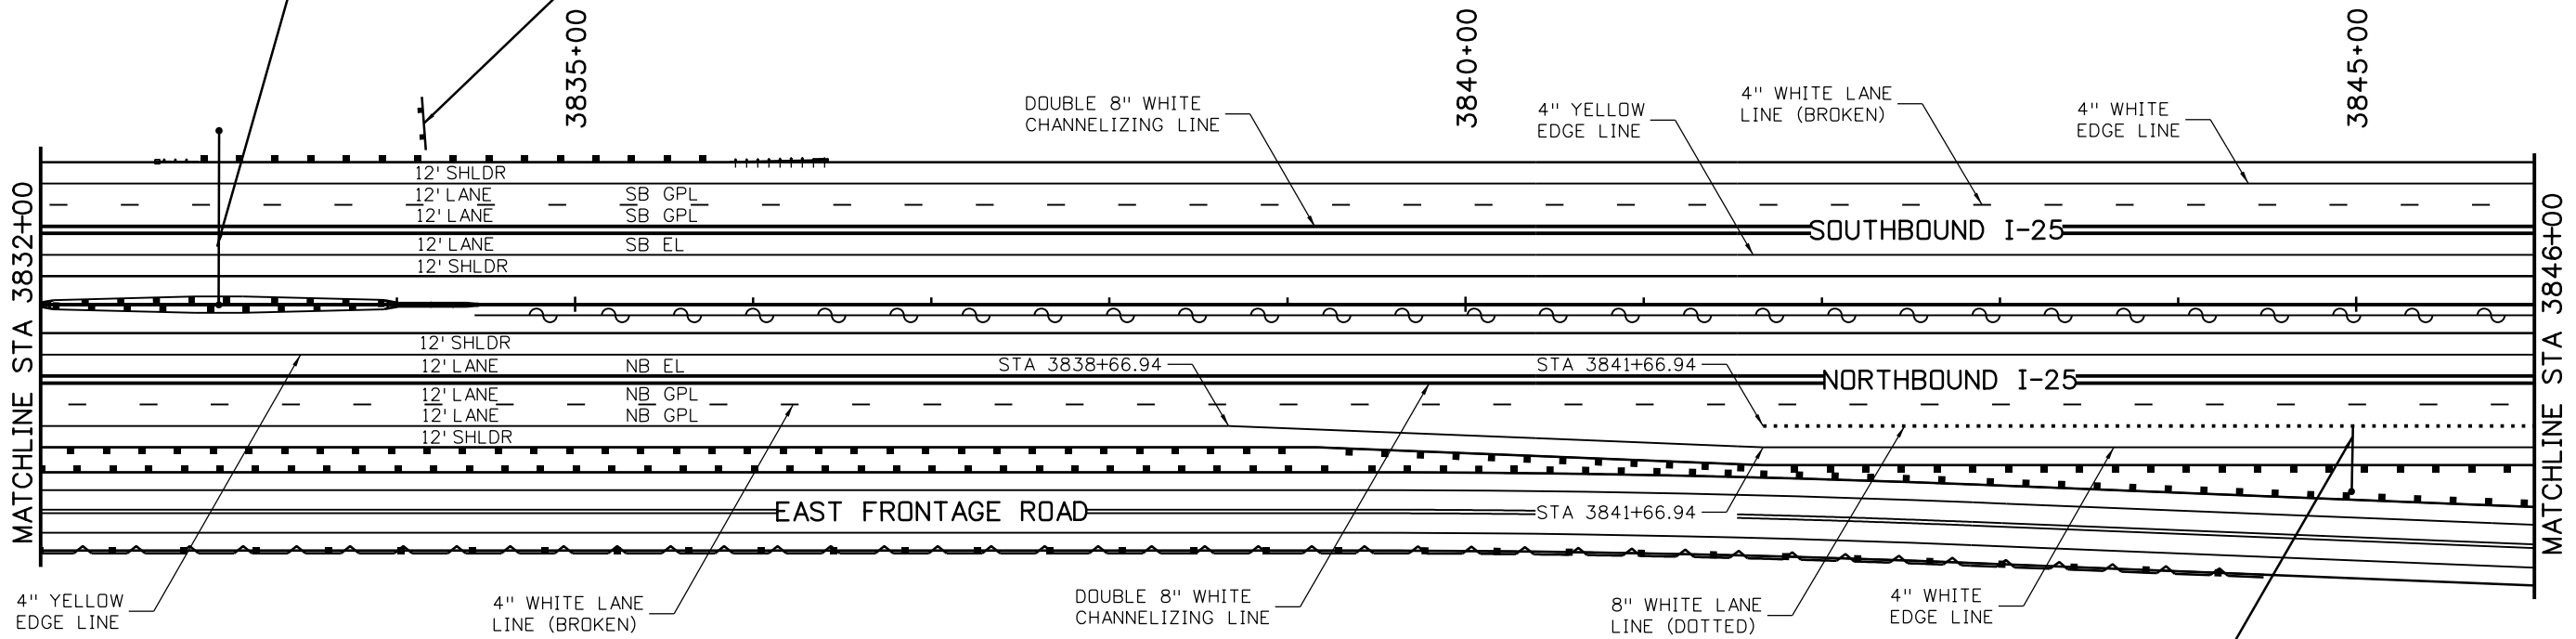 3835+00
3840+00
3845+00
DOUBLE 8" WHITE
CHANNELIZING LINE
4" YELLOW
EDGE LINE
4" WHITE LANE
LINE (BROKEN)
4" WHITE
EDGE LINE
MATCHLINE STA 3832+00
MATCHLINE STA 3846+00
12' SHLDR
12' LANE SB GPL
12' LANE SB GPL
SOUTHBOUND I-25
12' LANE SB EL
12' SHLDR
12' SHLDR
12' LANE NB EL
STA 3838+66.94
STA 3841+66.94
NORTHBOUND I-25
12' LANE NB GPL
12' LANE NB GPL
12' SHLDR
EAST FRONTAGE ROAD
STA 3841+66.94
4" YELLOW
EDGE LINE
4" WHITE LANE
LINE (BROKEN)
DOUBLE 8" WHITE
CHANNELIZING LINE
8" WHITE LANE
LINE (DOTTED)
4" WHITE
EDGE LINE